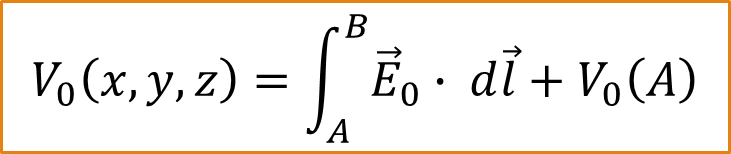 V₀(x, y, z) = ∫_A^B E⃗₀ · dl⃗ + V₀(A)